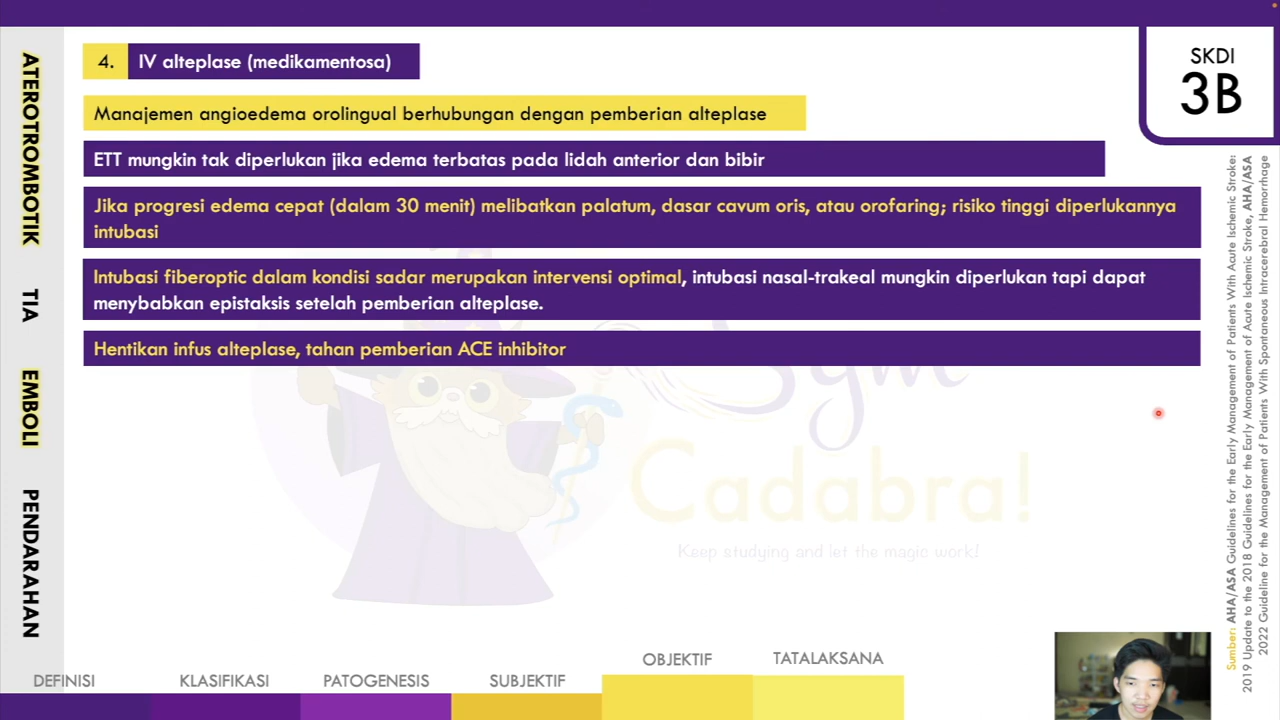 4. IV alteplase (medikamentosa)
SKDI
3B
Manajemen angioedema orolingual berhubungan dengan pemberian alteplase
ETT mungkin tak diperlukan jika edema terbatas pada lidah anterior dan bibir
Jika progresi edema cepat (dalam 30 menit) melibatkan palatum, dasar cavum oris, atau orofaring; risiko tinggi diperlukannya
intubasi
Intubasi fiberoptic dalam kondisi sadar merupakan intervensi optimal, intubasi nasal-trakeal mungkin diperlukan tapi dapat
menybabkan epistaksis setelah pemberian alteplase.
Hentikan infus alteplase, tahan pemberian ACE inhibitor
Sym
Cadabra!
Keep studying and let the magic work!
ATEROTROMBOTIK
TIA
EMBOLI
PENDARAHAN
Sumber: AHA/ASA Guidelines for the Early Management of Patients With Acute Ischemic Stroke:
2019 Update to the 2018 Guidelines for the Early Management of Acute Ischemic Stroke, AHA/ASA
2022 Guideline for the Management of Patients With Spontaneous Intracerebral Hemorrhage
DEFINISI
KLASIFIKASI
PATOGENESIS
SUBJEKTIF
OBJEKTIF
TATALAKSANA